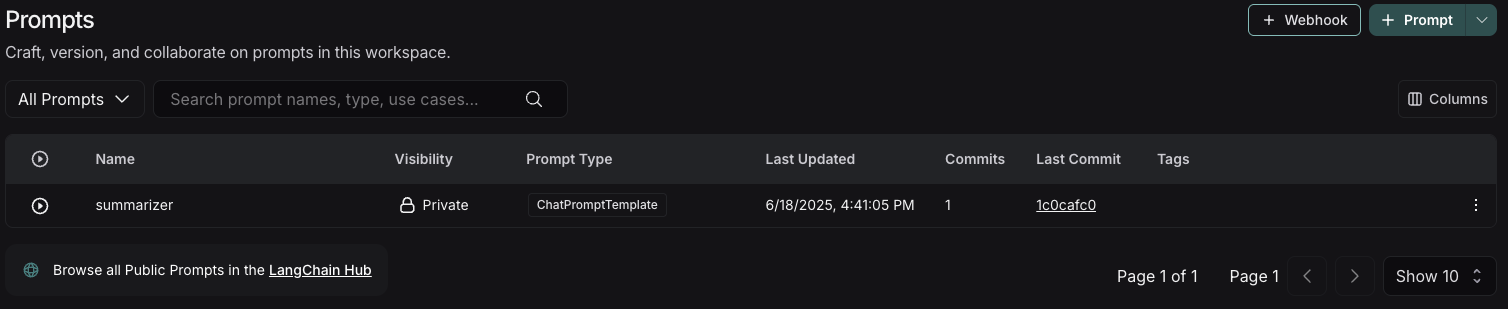 Prompts
+ Webhook
+ Prompt
Craft, version, and collaborate on prompts in this workspace.
All Prompts
Search prompt names, type, use cases...
Columns
Name Visibility Prompt Type Last Updated Commits Last Commit Tags
summarizer Private ChatPromptTemplate 6/18/2025, 4:41:05 PM 1 1c0cafc0
Browse all Public Prompts in the LangChain Hub
Page 1 of 1 Page 1 Show 10